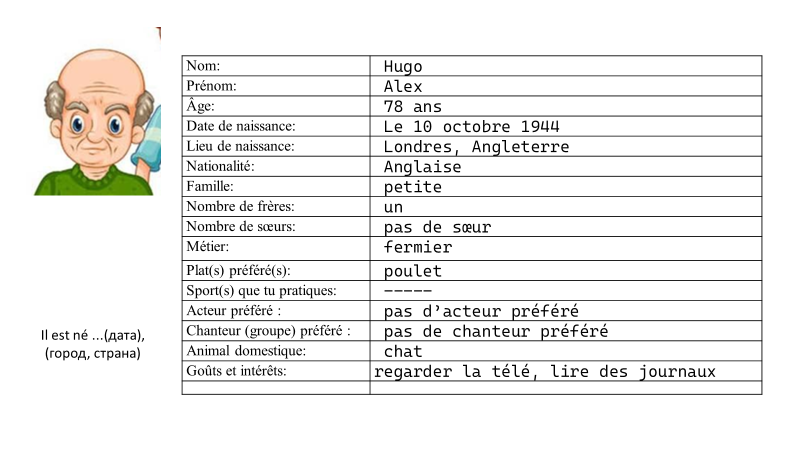 Nom: Hugo
Prénom: Alex
Âge: 78 ans
Date de naissance: Le 10 octobre 1944
Lieu de naissance: Londres, Angleterre
Nationalité: Anglaise
Famille: petite
Nombre de frères: un
Nombre de sœurs: pas de sœur
Métier: fermier
Plat(s) préféré(s): poulet
Sport(s) que tu pratiques: -----
Acteur préféré : pas d’acteur préféré
Chanteur (groupe) préféré : pas de chanteur préféré
Animal domestique: chat
Goûts et intérêts: regarder la télé, lire des journaux
Il est né ...(дата),
(город, страна)